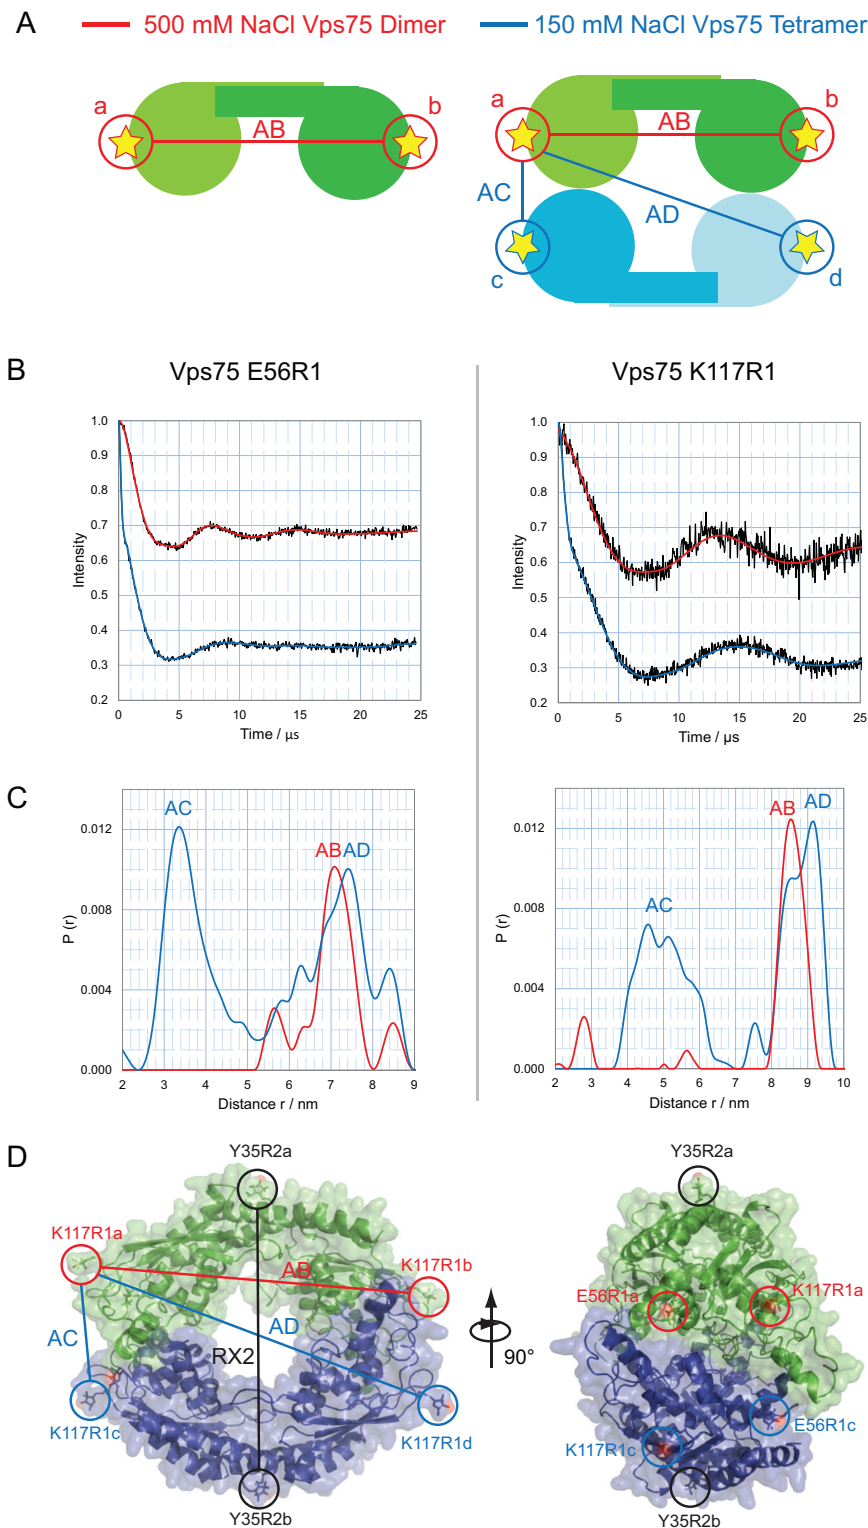 A
500 mM NaCl Vps75 Dimer
150 mM NaCl Vps75 Tetramer
a
b
AB
a
b
AB
AC
AD
c
d
B
Vps75 E56R1
Vps75 K117R1
Intensity
1.0
0.9
0.8
0.7
0.6
0.5
0.4
0.3
0.2
0
5
10
15
20
25
Time / µs
Intensity
1.0
0.9
0.8
0.7
0.6
0.5
0.4
0.3
0.2
0
5
10
15
20
25
Time / µs
C
P (r)
0.012
0.008
0.004
0.000
AC
AB
AD
2
3
4
5
6
7
8
9
Distance r / nm
P (r)
0.012
0.008
0.004
0.000
AC
AB
AD
2
3
4
5
6
7
8
9
10
Distance r / nm
D
Y35R2a
K117R1a
K117R1b
AB
AC
AD
RX2
K117R1c
K117R1d
Y35R2b
90°
Y35R2a
E56R1a
K117R1a
E56R1c
K117R1c
Y35R2b